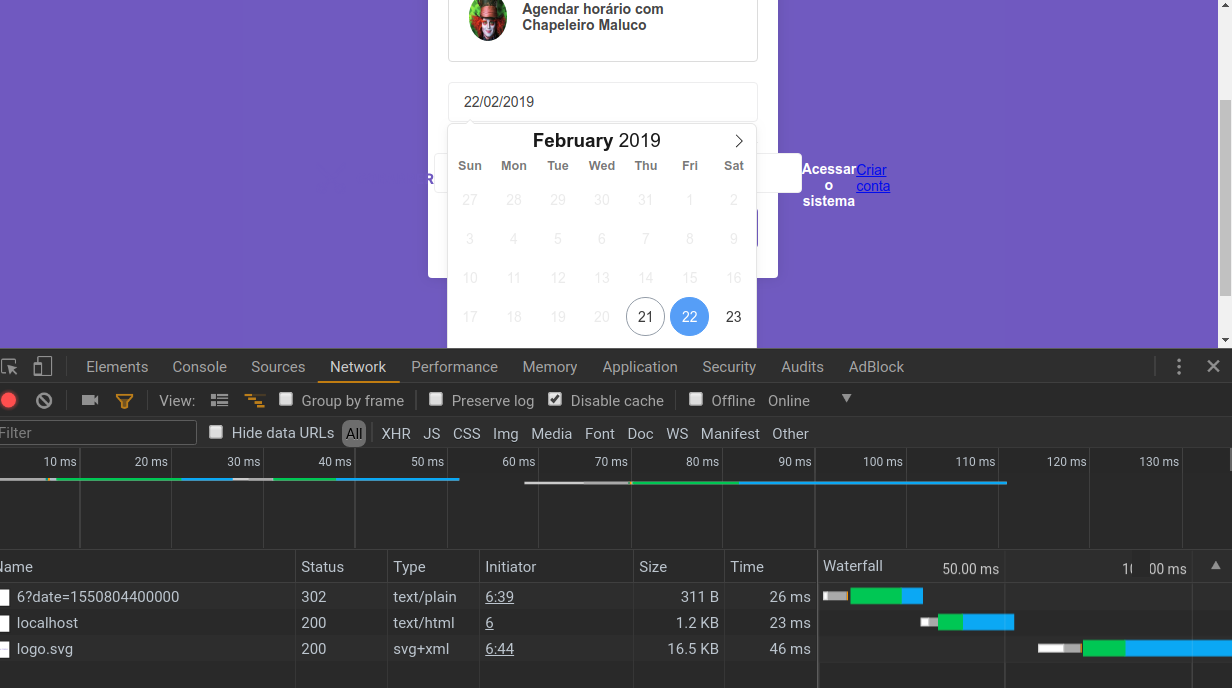 Agendar horário com
Chapeleiro Maluco
22/02/2019
February 2019
Sun Mon Tue Wed Thu Fri Sat
R
Acessar
o
sistema
Criar
conta
27 28 29 30 31 1 2
3 4 5 6 7 8 9
10 11 12 13 14 15 16
17 18 19 20 21 22 23
Elements Console Sources Network Performance Memory Application Security Audits AdBlock
View: Group by frame Preserve log Disable cache Offline Online
Filter Hide data URLs All XHR JS CSS Img Media Font Doc WS Manifest Other
10 ms 20 ms 30 ms 40 ms 50 ms 60 ms 70 ms 80 ms 90 ms 100 ms 110 ms 120 ms 130 ms
Name Status Type Initiator Size Time Waterfall 50.00 ms 00 ms
6?date=1550804400000 302 text/plain 6:39 311 B 26 ms
localhost 200 text/html 6 1.2 KB 23 ms
logo.svg 200 svg+xml 6:44 16.5 KB 46 ms